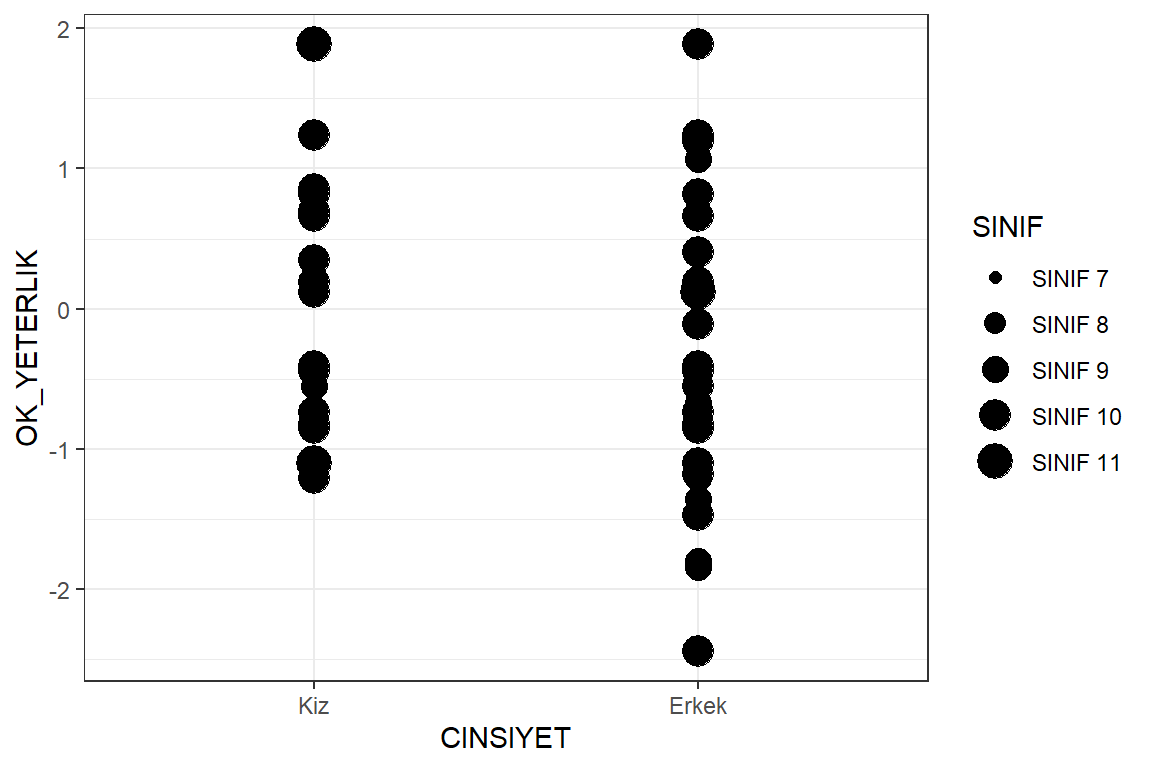 OK_YETERLIK
2
1
0
-1
-2
Kiz
Erkek
CINSIYET
SINIF
SINIF 7
SINIF 8
SINIF 9
SINIF 10
SINIF 11